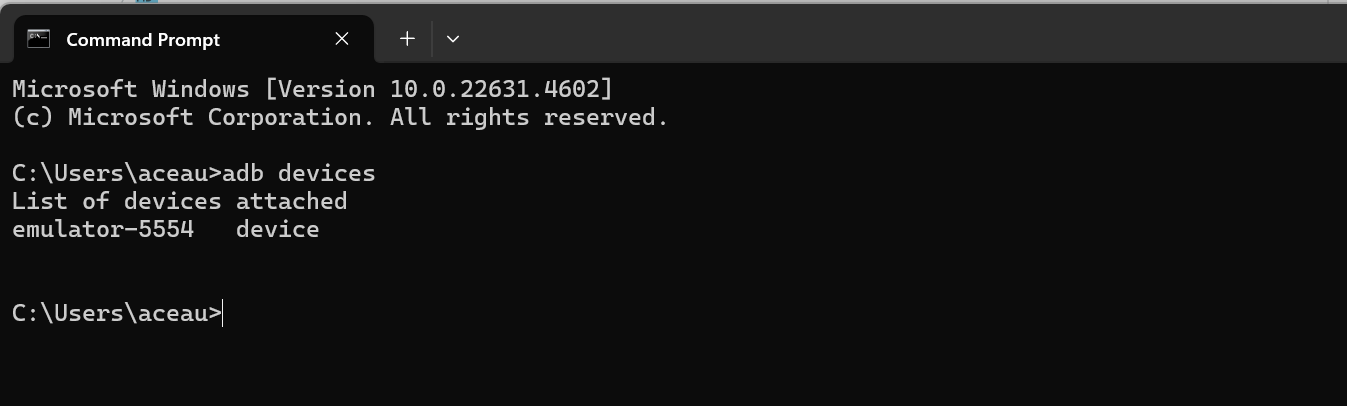 Command Prompt
Microsoft Windows [Version 10.0.22631.4602]
(c) Microsoft Corporation. All rights reserved.
C:\Users\aceau>adb devices
List of devices attached
emulator-5554   device
C:\Users\aceau>